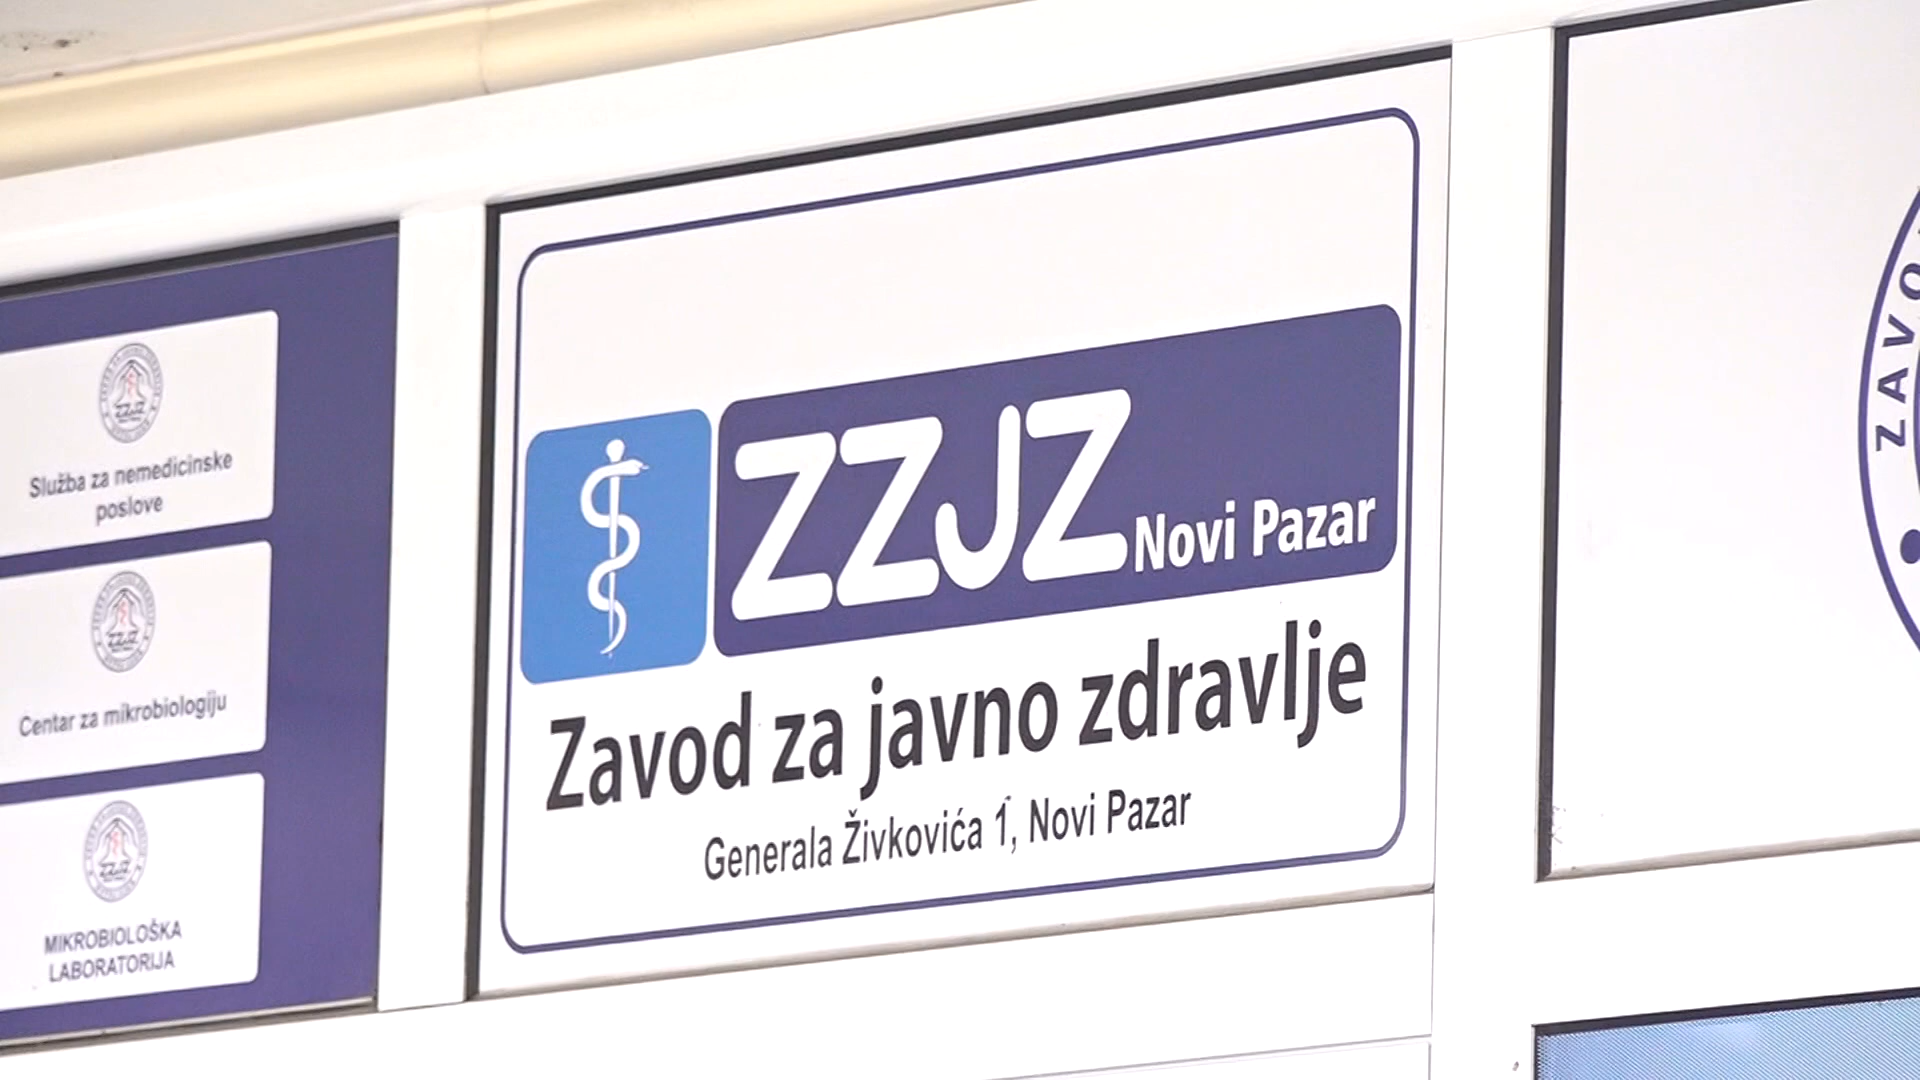 Služba za nemedicinske
poslove
Centar za mikrobiologiju
MIKROBIOLOŠKA
LABORATORIJA
ZZJZ Novi Pazar
Zavod za javno zdravlje
Generala Živkovića 1, Novi Pazar